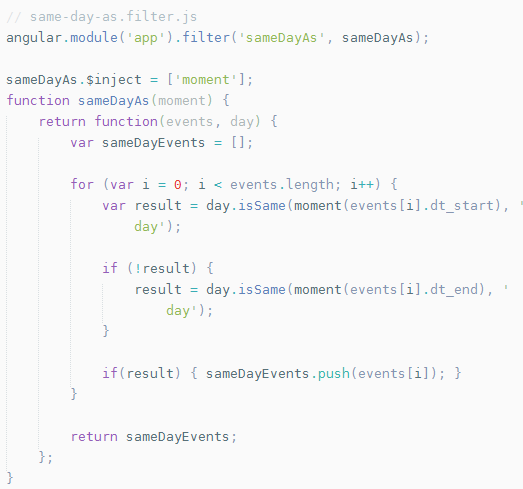 // same-day-as.filter.js
angular.module('app').filter('sameDayAs', sameDayAs);

sameDayAs.$inject = ['moment'];
function sameDayAs(moment) {
    return function(events, day) {
        var sameDayEvents = [];

        for (var i = 0; i < events.length; i++) {
            var result = day.isSame(moment(events[i].dt_start), '
                day');

            if (!result) {
                result = day.isSame(moment(events[i].dt_end), '
                    day');
            }

            if(result) { sameDayEvents.push(events[i]); }
        }

        return sameDayEvents;
    };
}